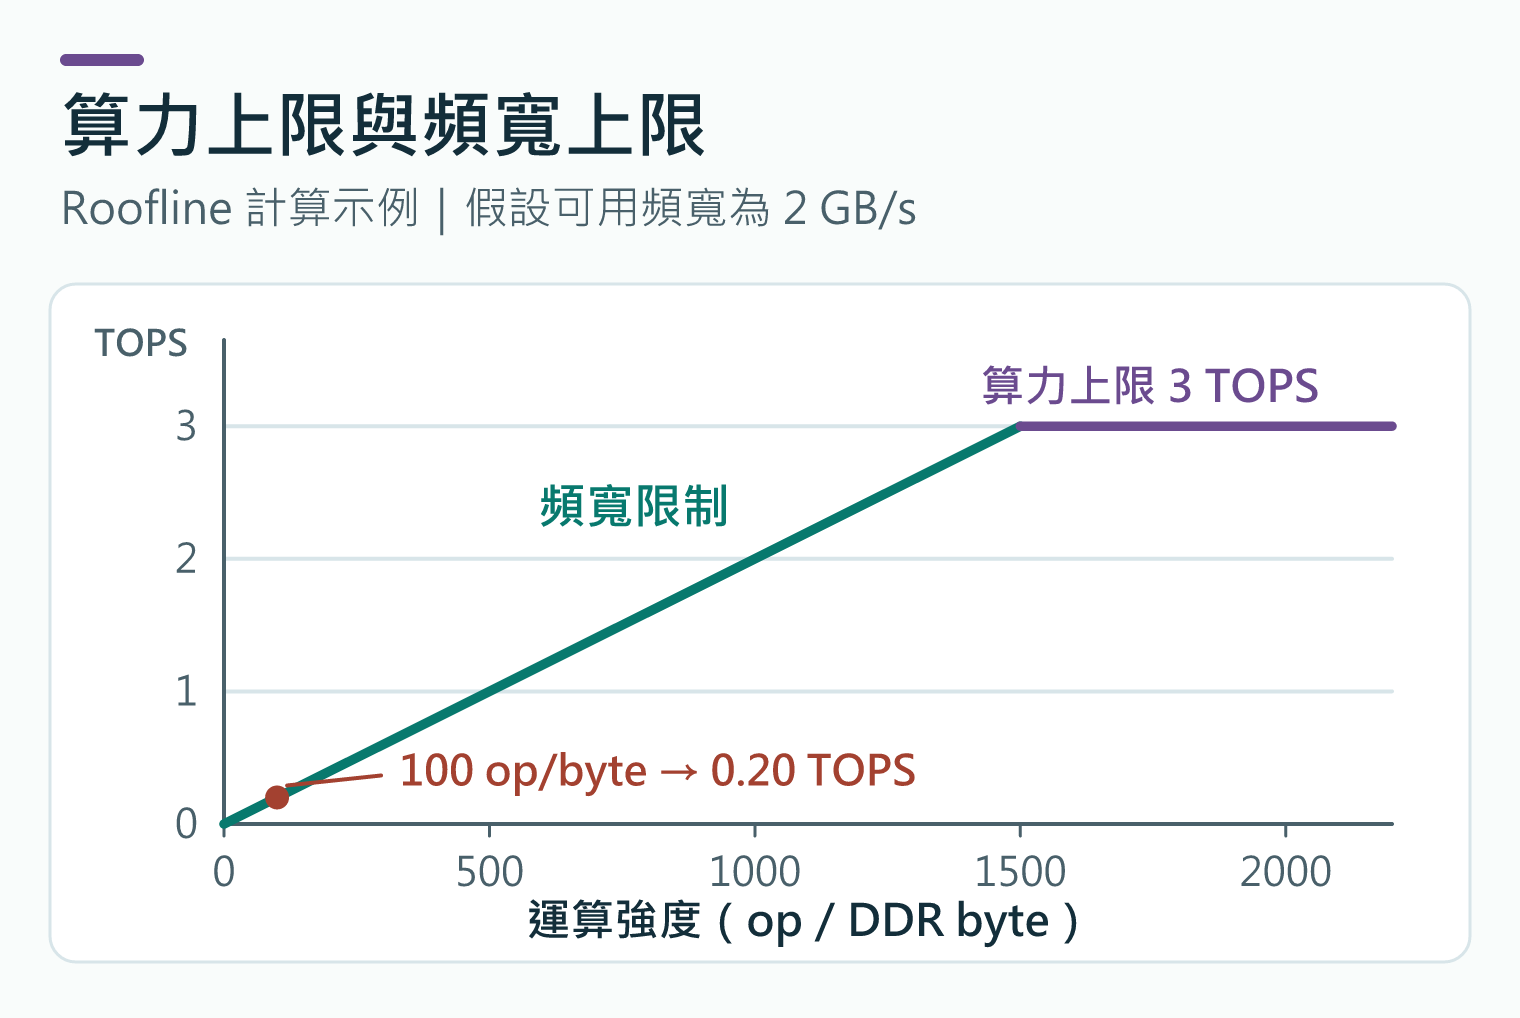 算力上限與頻寬上限
Roofline 計算示例 | 假設可用頻寬為 2 GB/s
TOPS
算力上限 3 TOPS
3
頻寬限制
2
1
100 op/byte → 0.20 TOPS
0
0 500 1000 1500 2000
運算強度 ( op / DDR byte )